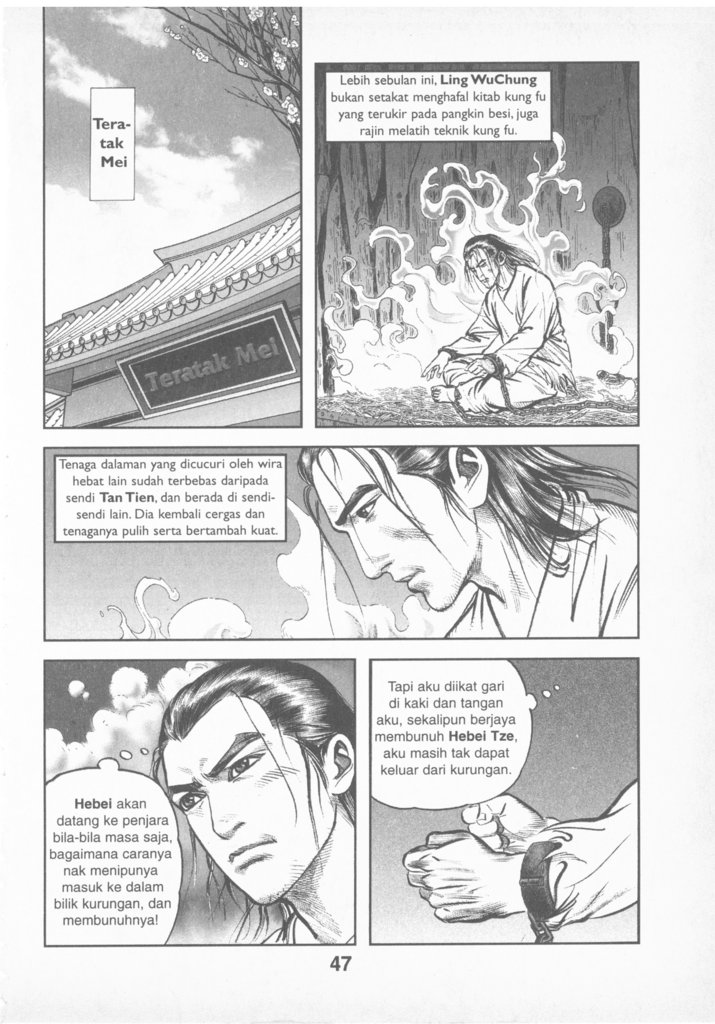 Tera-
tak
Mei
Teratak Mei
Lebih sebulan ini, Ling WuChung
bukan setakat menghafal kitab kung fu
yang terukir pada pangkin besi, juga
rajin melatih teknik kung fu.
Tenaga dalaman yang dicucuri oleh wira
hebat lain sudah terbebas daripada
sendi Tan Tien, dan berada di sendi-
sendi lain. Dia kembali cergas dan
tenaganya pulih serta bertambah kuat.
Hebei akan
datang ke penjara
bila-bila masa saja,
bagaimana caranya
nak menipunya
masuk ke dalam
bilik kurungan, dan
membunuhnya!
Tapi aku diikat gari
di kaki dan tangan
aku, sekalipun berjaya
membunuh Hebei Tze,
aku masih tak dapat
keluar dari kurungan.
47